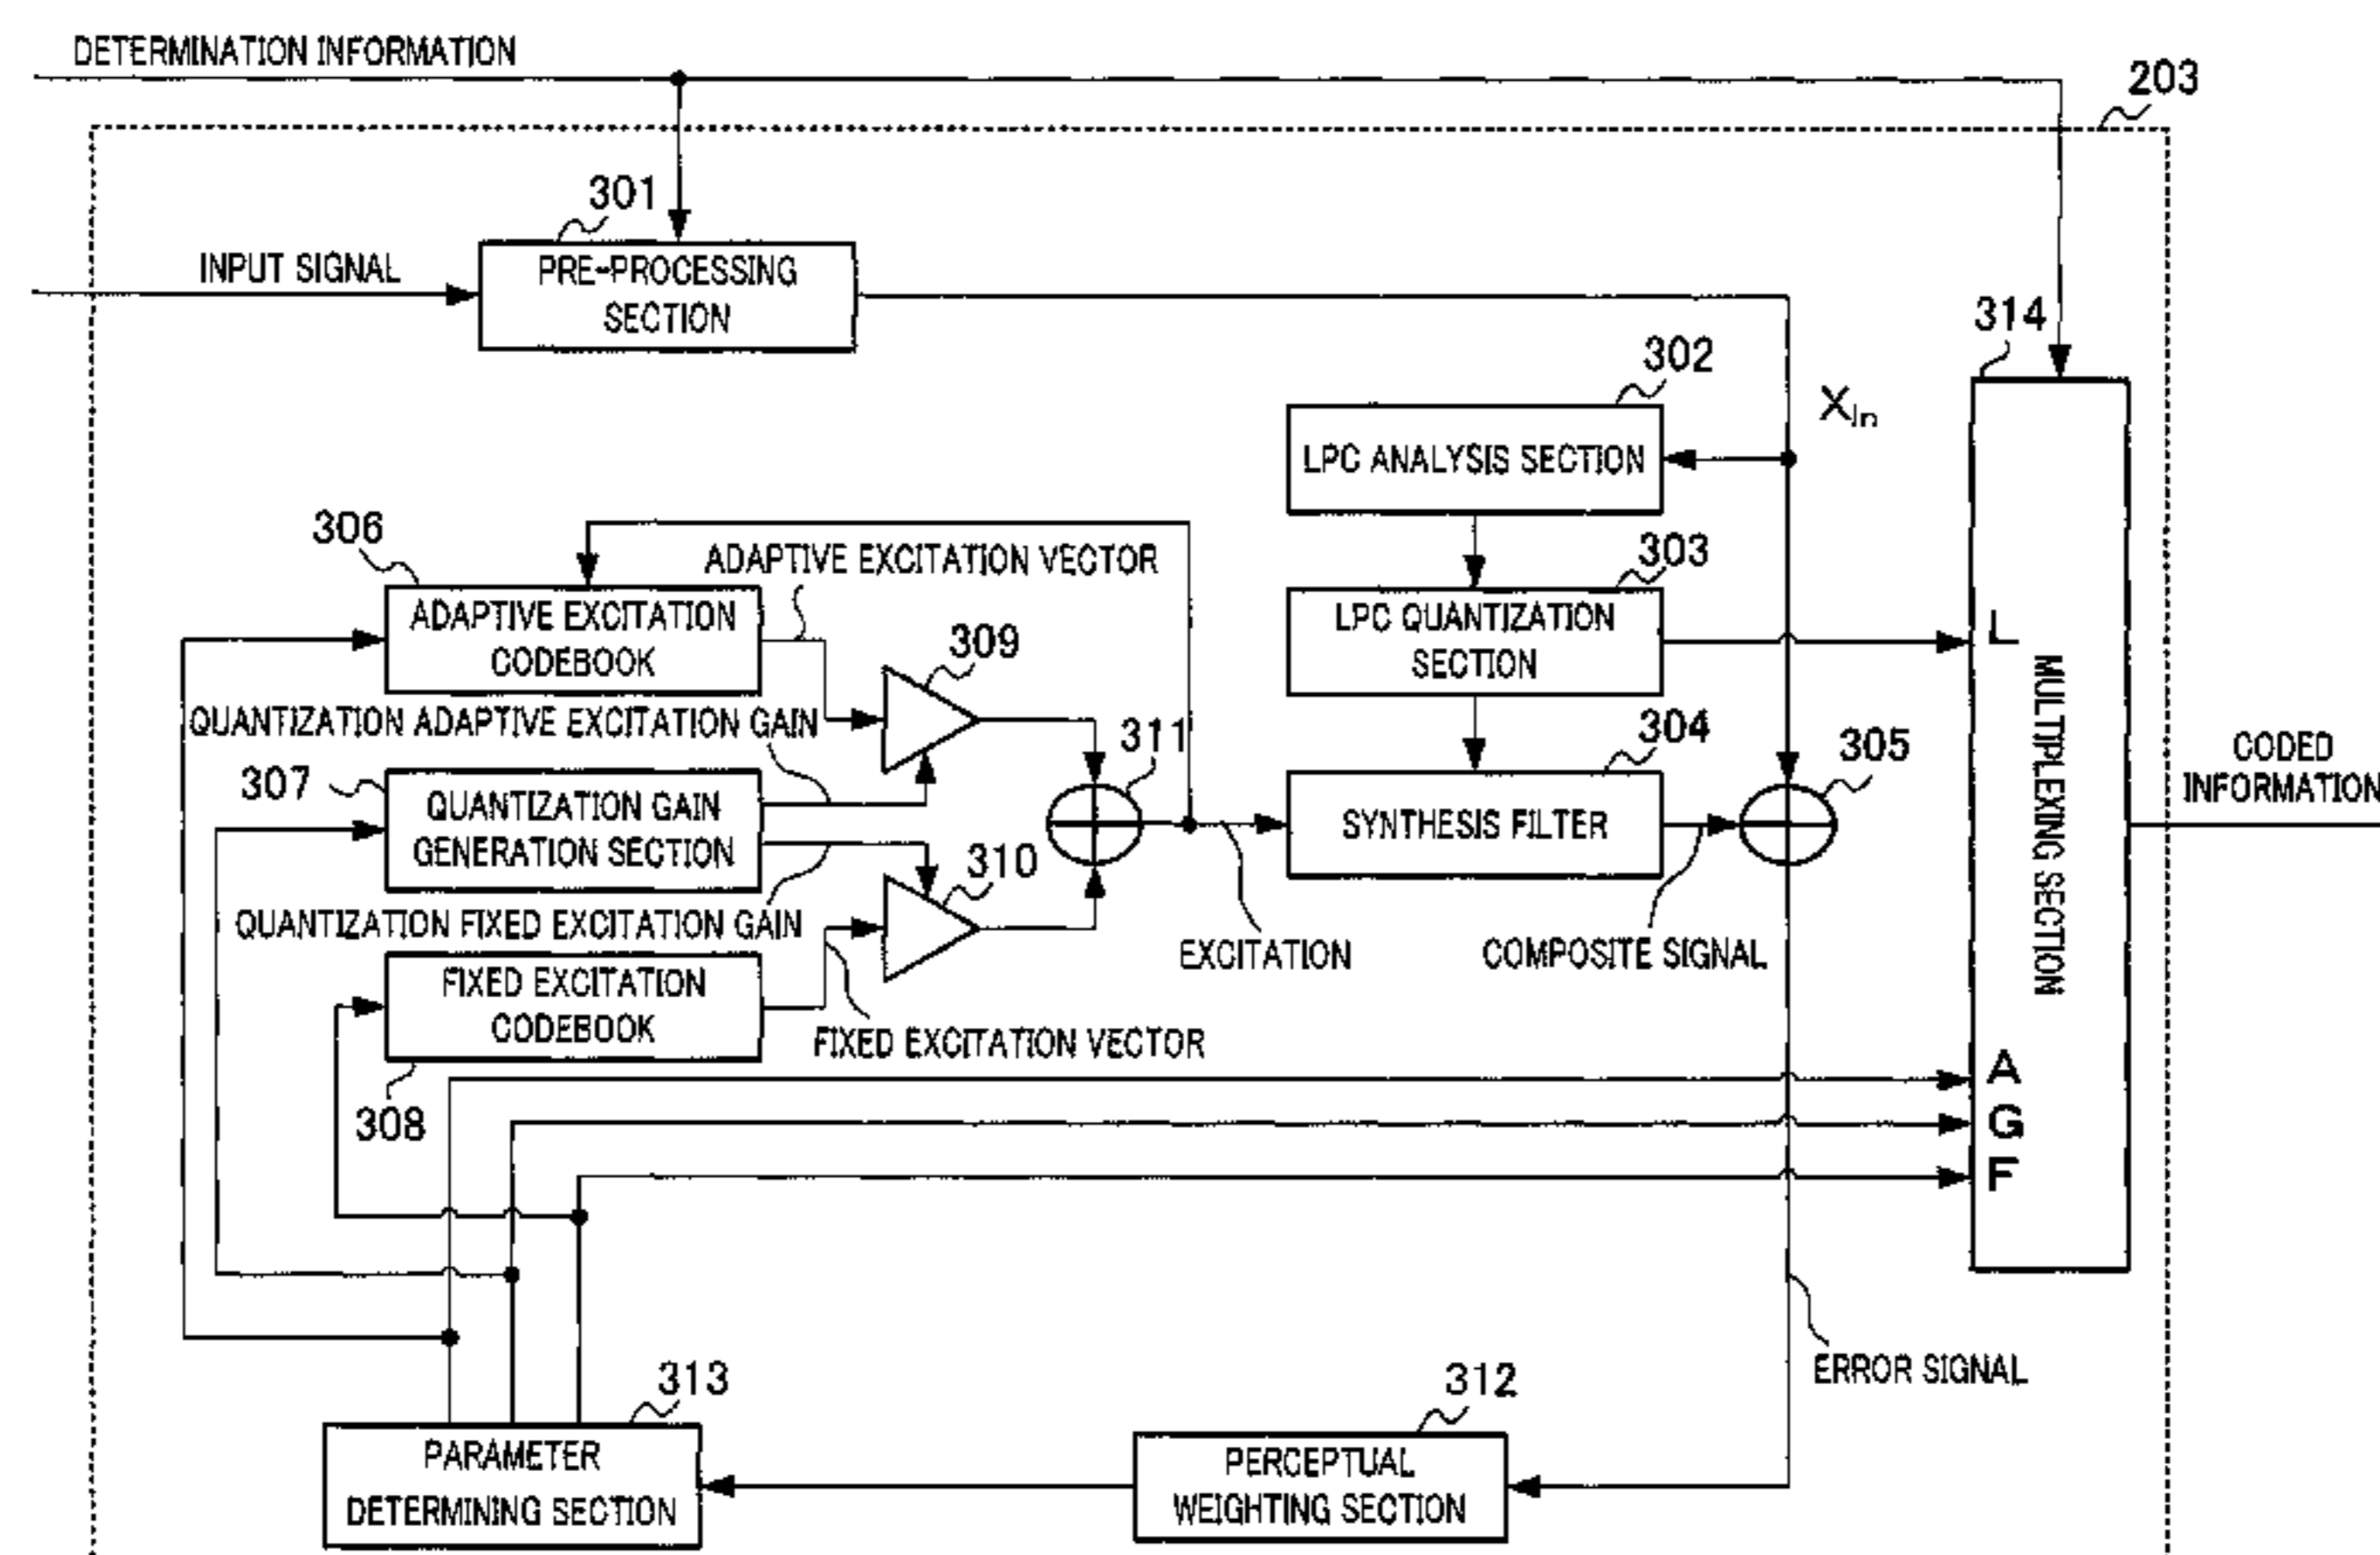 DETERMINATION INFORMATION
203
301
INPUT SIGNAL
PRE-PROCESSING
SECTION
314
302
X_In
LPC ANALYSIS SECTION
306
ADAPTIVE EXCITATION VECTOR
303
ADAPTIVE EXCITATION
CODEBOOK
309
LPC QUANTIZATION
SECTION
L
MULTIPLEXING SECTION
QUANTIZATION ADAPTIVE EXCITATION GAIN
311
304
305
CODED
INFORMATION
307
QUANTIZATION GAIN
GENERATION SECTION
SYNTHESIS FILTER
310
QUANTIZATION FIXED EXCITATION GAIN
EXCITATION
COMPOSITE SIGNAL
FIXED EXCITATION
CODEBOOK
FIXED EXCITATION VECTOR
308
A
G
F
ERROR SIGNAL
313
312
PARAMETER
DETERMINING SECTION
PERCEPTUAL
WEIGHTING SECTION